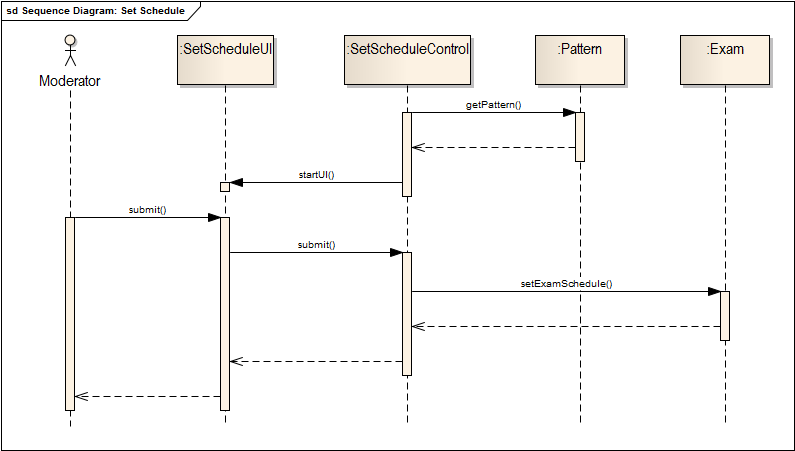 sd Sequence Diagram: Set Schedule
:SetScheduleUI
:SetScheduleControl
:Pattern
:Exam
Moderator
getPattern()
startUI()
submit()
submit()
setExamSchedule()